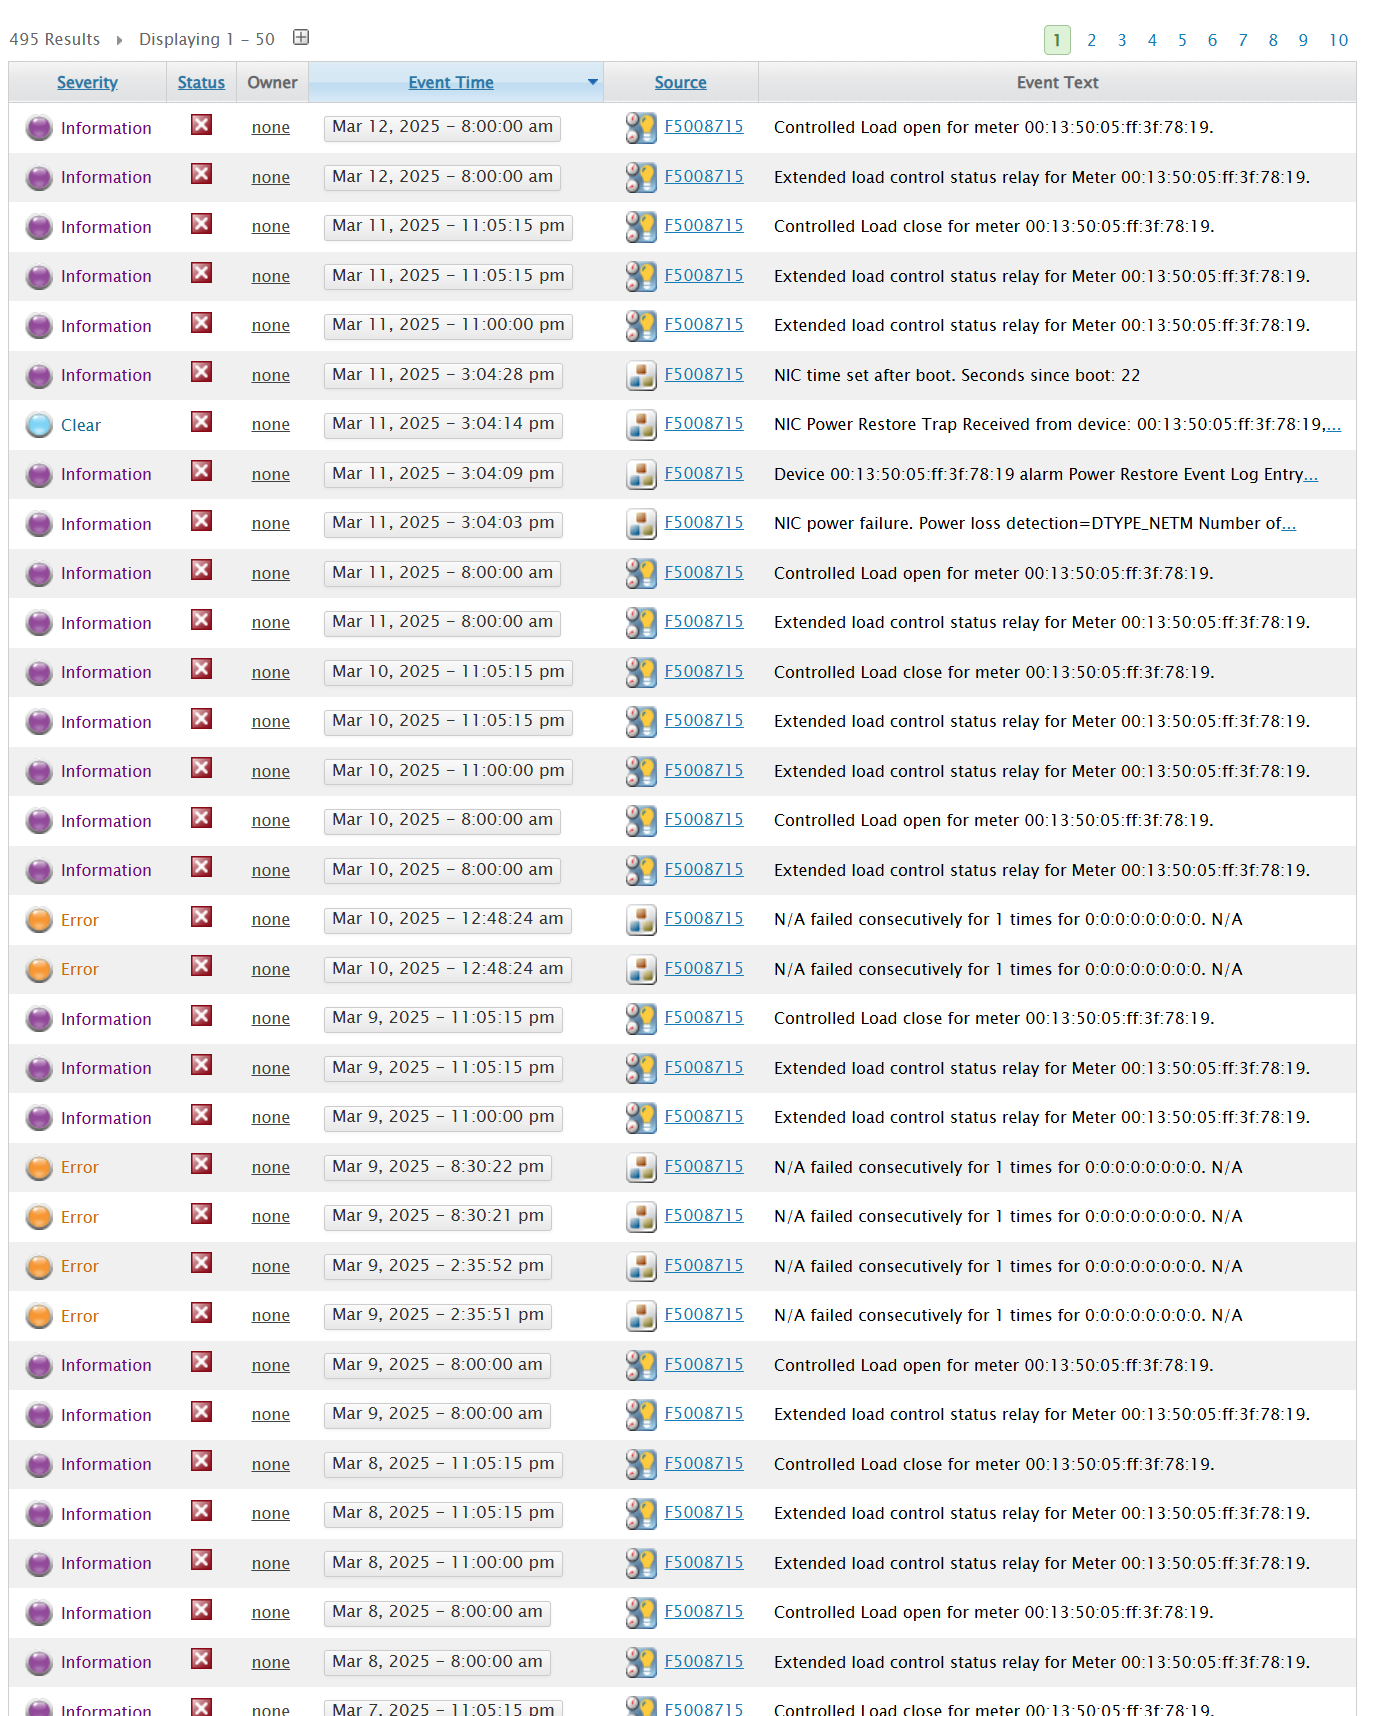 495 Results Displaying 1 – 50 1 2 3 4 5 6 7 8 9 10
Severity Status Owner Event Time Source Event Text
Information none Mar 12, 2025 – 8:00:00 am F5008715 Controlled Load open for meter 00:13:50:05:ff:3f:78:19.
Information none Mar 12, 2025 – 8:00:00 am F5008715 Extended load control status relay for Meter 00:13:50:05:ff:3f:78:19.
Information none Mar 11, 2025 – 11:05:15 pm F5008715 Controlled Load close for meter 00:13:50:05:ff:3f:78:19.
Information none Mar 11, 2025 – 11:05:15 pm F5008715 Extended load control status relay for Meter 00:13:50:05:ff:3f:78:19.
Information none Mar 11, 2025 – 11:00:00 pm F5008715 Extended load control status relay for Meter 00:13:50:05:ff:3f:78:19.
Information none Mar 11, 2025 – 3:04:28 pm F5008715 NIC time set after boot. Seconds since boot: 22
Clear none Mar 11, 2025 – 3:04:14 pm F5008715 NIC Power Restore Trap Received from device: 00:13:50:05:ff:3f:78:19,...
Information none Mar 11, 2025 – 3:04:09 pm F5008715 Device 00:13:50:05:ff:3f:78:19 alarm Power Restore Event Log Entry...
Information none Mar 11, 2025 – 3:04:03 pm F5008715 NIC power failure. Power loss detection=DTYPE_NETM Number of...
Information none Mar 11, 2025 – 8:00:00 am F5008715 Controlled Load open for meter 00:13:50:05:ff:3f:78:19.
Information none Mar 11, 2025 – 8:00:00 am F5008715 Extended load control status relay for Meter 00:13:50:05:ff:3f:78:19.
Information none Mar 10, 2025 – 11:05:15 pm F5008715 Controlled Load close for meter 00:13:50:05:ff:3f:78:19.
Information none Mar 10, 2025 – 11:05:15 pm F5008715 Extended load control status relay for Meter 00:13:50:05:ff:3f:78:19.
Information none Mar 10, 2025 – 11:00:00 pm F5008715 Extended load control status relay for Meter 00:13:50:05:ff:3f:78:19.
Information none Mar 10, 2025 – 8:00:00 am F5008715 Controlled Load open for meter 00:13:50:05:ff:3f:78:19.
Information none Mar 10, 2025 – 8:00:00 am F5008715 Extended load control status relay for Meter 00:13:50:05:ff:3f:78:19.
Error none Mar 10, 2025 – 12:48:24 am F5008715 N/A failed consecutively for 1 times for 0:0:0:0:0:0:0:0. N/A
Error none Mar 10, 2025 – 12:48:24 am F5008715 N/A failed consecutively for 1 times for 0:0:0:0:0:0:0:0. N/A
Information none Mar 9, 2025 – 11:05:15 pm F5008715 Controlled Load close for meter 00:13:50:05:ff:3f:78:19.
Information none Mar 9, 2025 – 11:05:15 pm F5008715 Extended load control status relay for Meter 00:13:50:05:ff:3f:78:19.
Information none Mar 9, 2025 – 11:00:00 pm F5008715 Extended load control status relay for Meter 00:13:50:05:ff:3f:78:19.
Error none Mar 9, 2025 – 8:30:22 pm F5008715 N/A failed consecutively for 1 times for 0:0:0:0:0:0:0:0. N/A
Error none Mar 9, 2025 – 8:30:21 pm F5008715 N/A failed consecutively for 1 times for 0:0:0:0:0:0:0:0. N/A
Error none Mar 9, 2025 – 2:35:52 pm F5008715 N/A failed consecutively for 1 times for 0:0:0:0:0:0:0:0. N/A
Error none Mar 9, 2025 – 2:35:51 pm F5008715 N/A failed consecutively for 1 times for 0:0:0:0:0:0:0:0. N/A
Information none Mar 9, 2025 – 8:00:00 am F5008715 Controlled Load open for meter 00:13:50:05:ff:3f:78:19.
Information none Mar 9, 2025 – 8:00:00 am F5008715 Extended load control status relay for Meter 00:13:50:05:ff:3f:78:19.
Information none Mar 8, 2025 – 11:05:15 pm F5008715 Controlled Load close for meter 00:13:50:05:ff:3f:78:19.
Information none Mar 8, 2025 – 11:05:15 pm F5008715 Extended load control status relay for Meter 00:13:50:05:ff:3f:78:19.
Information none Mar 8, 2025 – 11:00:00 pm F5008715 Extended load control status relay for Meter 00:13:50:05:ff:3f:78:19.
Information none Mar 8, 2025 – 8:00:00 am F5008715 Controlled Load open for meter 00:13:50:05:ff:3f:78:19.
Information none Mar 8, 2025 – 8:00:00 am F5008715 Extended load control status relay for Meter 00:13:50:05:ff:3f:78:19.
Information none Mar 7, 2025 – 11:05:15 pm F5008715 Controlled Load close for meter 00:13:50:05:ff:3f:78:19.